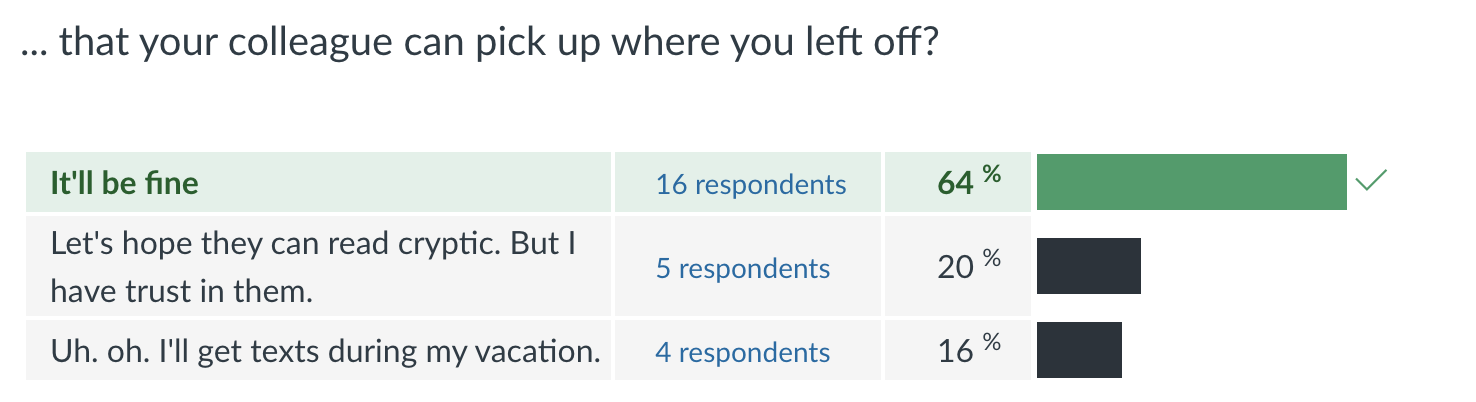 ... that your colleague can pick up where you left off?
It'll be fine 16 respondents 64 %
Let's hope they can read cryptic. But I
have trust in them. 5 respondents 20 %
Uh. oh. I'll get texts during my vacation. 4 respondents 16 %